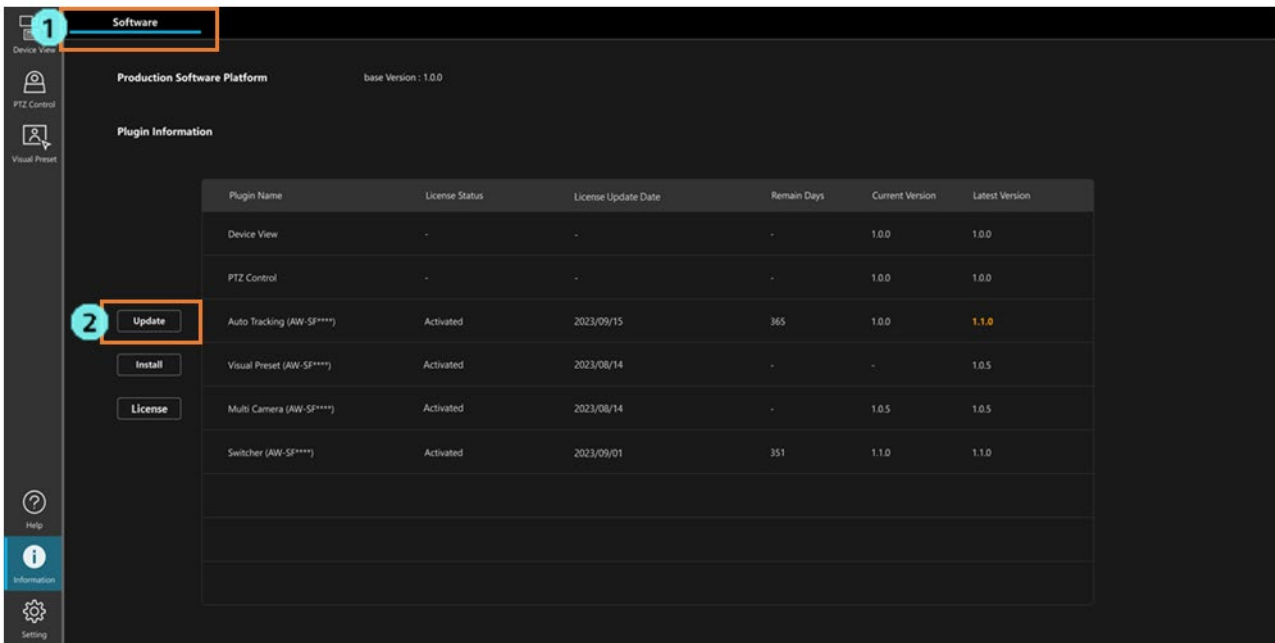 1
Software
Device View
Production Software Platform base Version : 1.0.0
PTZ Control
Plugin Information
Visual Preset
Plugin Name License Status License Update Date Remain Days Current Version Latest Version
Device View - - - 1.0.0 1.0.0
PTZ Control - - - 1.0.0 1.0.0
2
Update Auto Tracking (AW-SF****) Activated 2023/09/15 365 1.0.0 1.1.0
Install Visual Preset (AW-SF****) Activated 2023/08/14 - - 1.0.5
License Multi Camera (AW-SF****) Activated 2023/08/14 - 1.0.5 1.0.5
Switcher (AW-SF****) Activated 2023/09/01 351 1.1.0 1.1.0
Help
Information
Setting